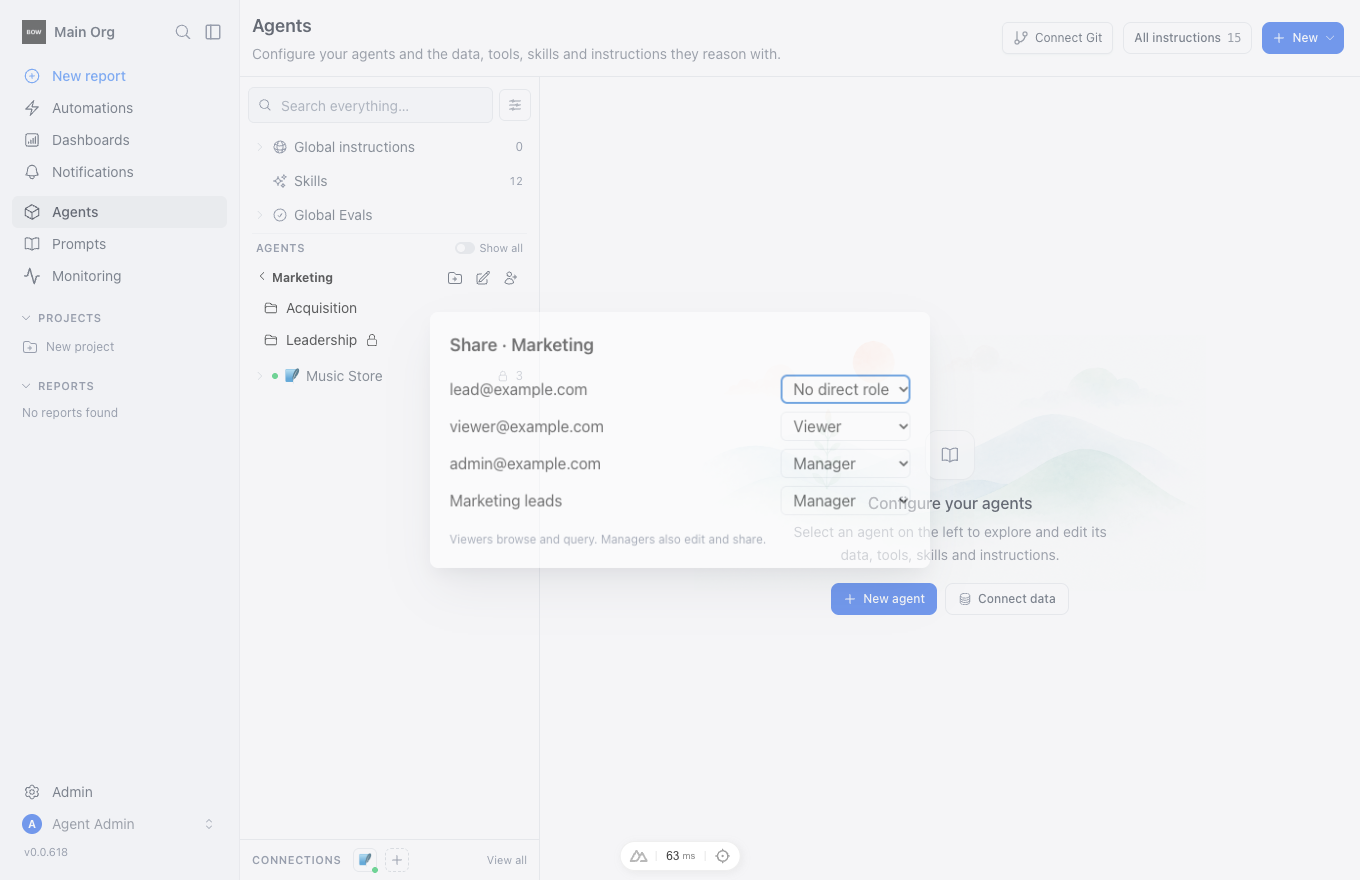 BOW
Main Org
New report
Automations
Dashboards
Notifications
Agents
Prompts
Monitoring
PROJECTS
New project
REPORTS
No reports found
Admin
A
Agent Admin
v0.0.618
Agents
Configure your agents and the data, tools, skills and instructions they reason with.
Connect Git
All instructions 15
New
Search everything...
Global instructions 0
Skills 12
Global Evals
AGENTS
Show all
Marketing
Acquisition
Leadership
Music Store 3
Share · Marketing
lead@example.com No direct role
viewer@example.com Viewer
admin@example.com Manager
Marketing leads Manager
Viewers browse and query. Managers also edit and share.
Configure your agents
Select an agent on the left to explore and edit its
data, tools, skills and instructions.
New agent
Connect data
CONNECTIONS
View all
63 ms